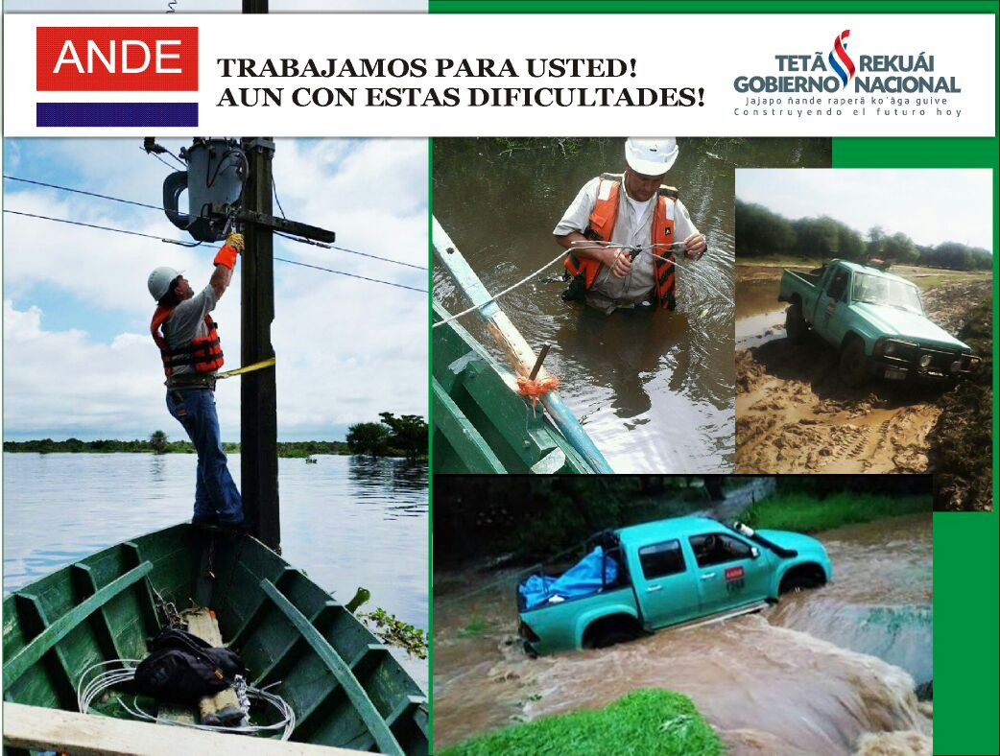 ANDE
TRABAJAMOS PARA USTED!
AUN CON ESTAS DIFICULTADES!
TETÃ REKUÁI
GOBIERNO NACIONAL
Jajapo ñande raperã ko'ãga guive
Construyendo el futuro hoy
ANDE